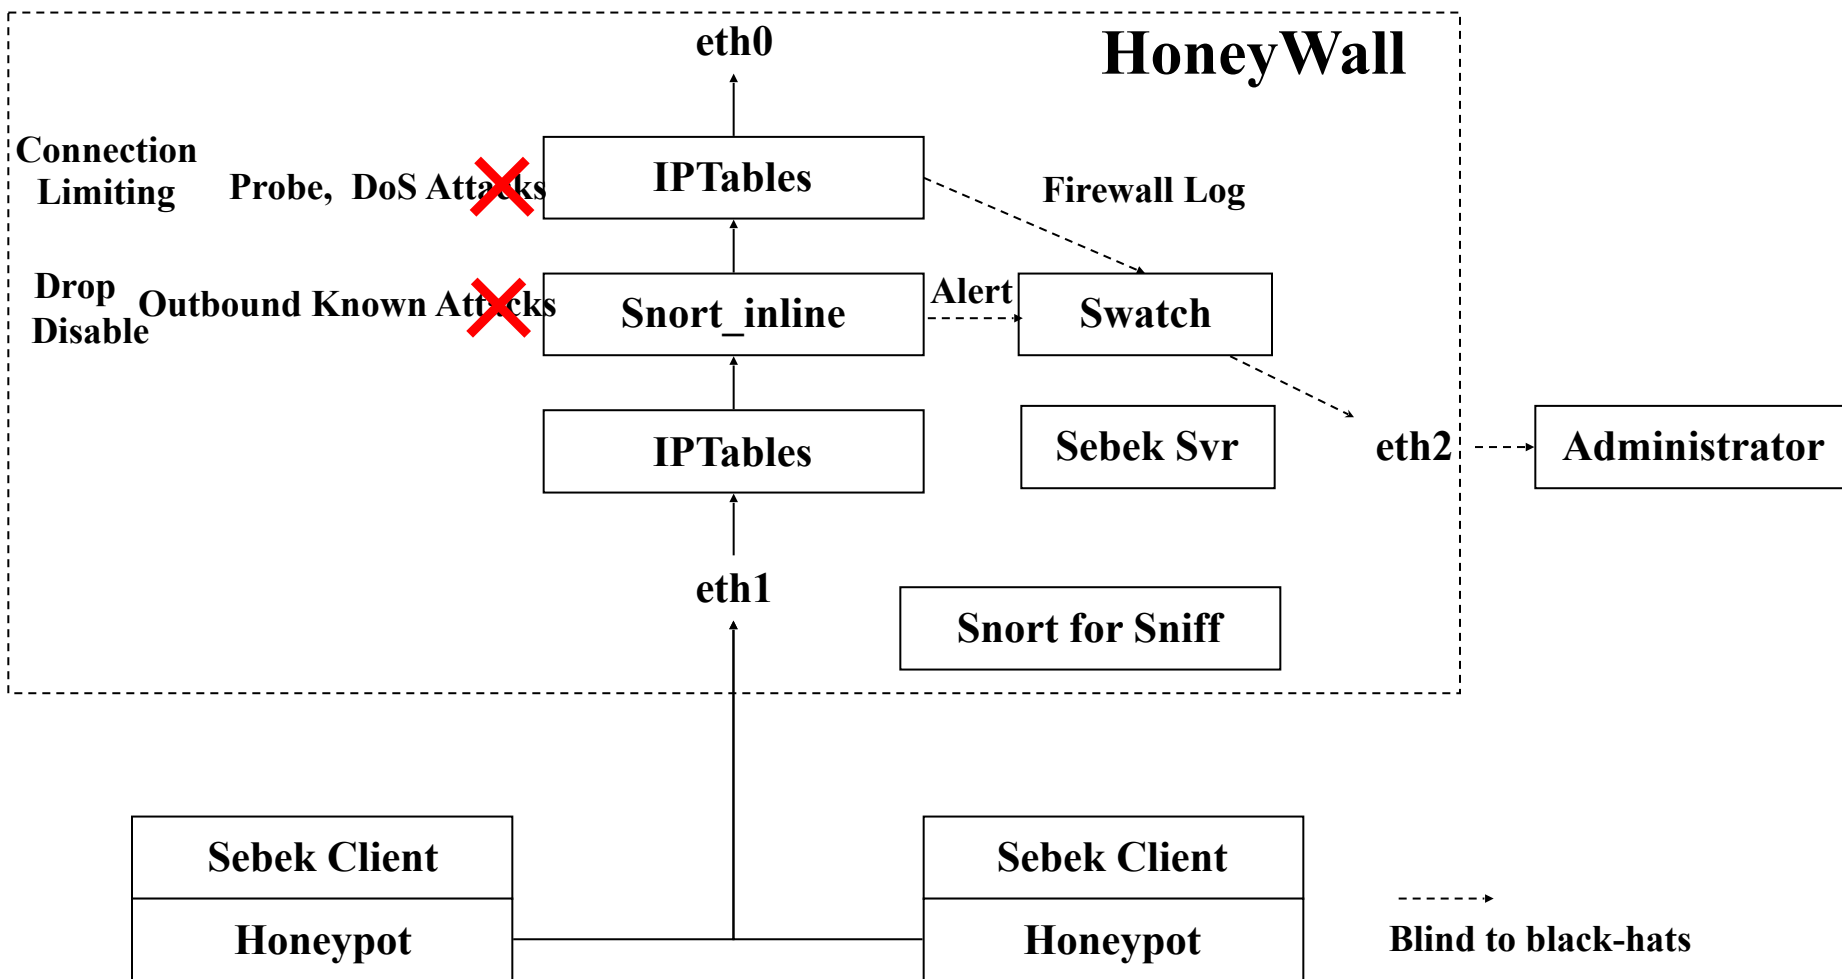 eth0
HoneyWall
Connection
Limiting
Probe, DoS Attacks
IPTables
Firewall Log
Drop
Disable
Outbound Known Attacks
Snort_inline
Alert
Swatch
IPTables
Sebek Svr
eth2
Administrator
eth1
Snort for Sniff
Sebek Client
Honeypot
Sebek Client
Honeypot
Blind to black-hats